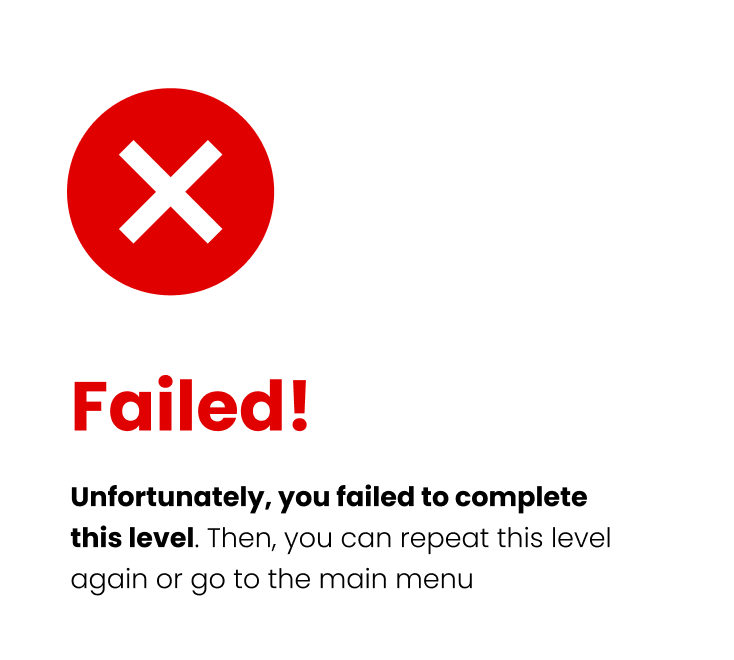 Failed!
Unfortunately, you failed to complete
this level. Then, you can repeat this level
again or go to the main menu